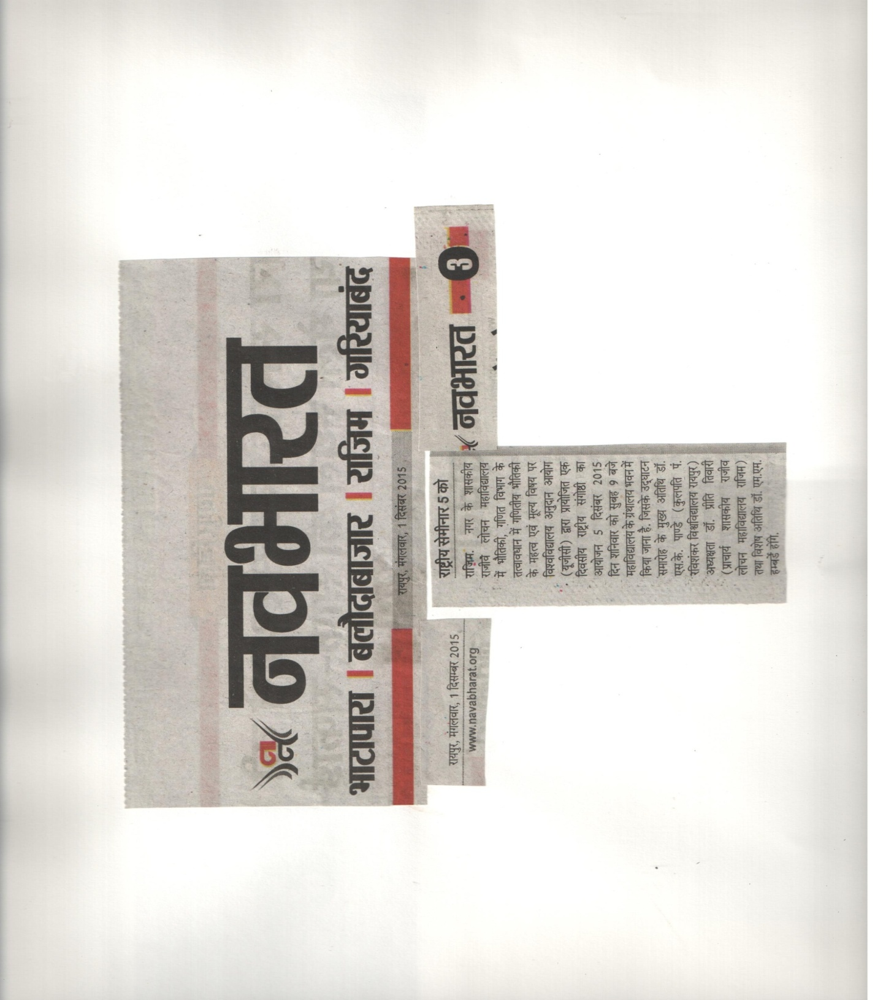 नवभारत
भाटापारा । बलौदाबाजार । राजिम । गरियाबंद
रायपुर, मंगलवार, 1 दिसंबर 2015
रायपुर, मंगलवार, 1 दिसम्बर 2015
www.navabharat.org
नवभारत 3
राष्ट्रीय सेमीनार 5 को
राजिम. नगर के शासकीय
राजीव लोचन महाविद्यालय
में भौतिकी, गणित विभाग के
तत्वावधान में गणितीय भौतिकी
के महत्व एवं मूल्य विषय पर
विश्वविद्यालय अनुदान आयोग
(यूजीसी) द्वारा प्रायोजित एक
दिवसीय राष्ट्रीय संगोष्ठी का
आयोजन 5 दिसंबर 2015
दिन शनिवार को सुबह 9 बजे
महाविद्यालय के ग्रंथालय भवन में
किया जाना है. जिसके उद्घाटन
समारोह के मुख्य अतिथि डॉ.
एस.के. पाण्डे (कुलपति पं.
रविशंकर विश्वविद्यालय रायपुर)
अध्यक्षता डॉ. प्रीति तिवारी
(प्राचार्य शासकीय राजीव
लोचन महाविद्यालय राजिम)
तथा विशेष अतिथि डॉ. एम.एम.
हम्बर्डे होंगे.